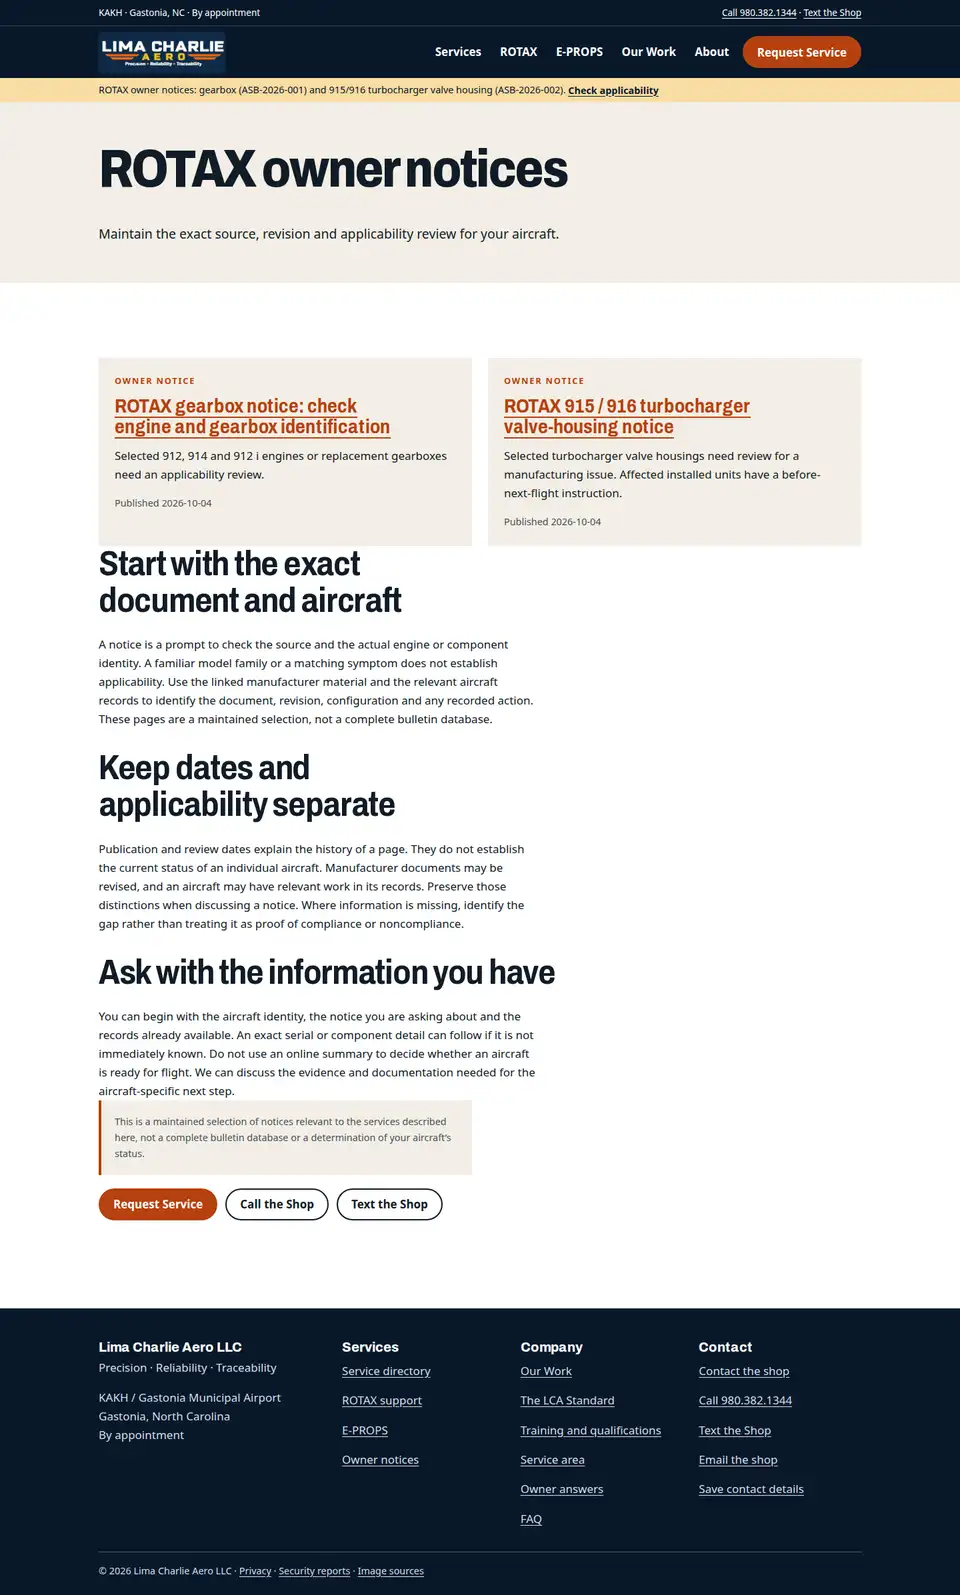 KAKH · Gastonia, NC · By appointment
Call 980.382.1344 · Text the Shop
LIMA CHARLIE
AERO
Precision · Reliability · Traceability
Services ROTAX E-PROPS Our Work About Request Service
ROTAX owner notices: gearbox (ASB-2026-001) and 915/916 turbocharger valve housing (ASB-2026-002). Check applicability
ROTAX owner notices
Maintain the exact source, revision and applicability review for your aircraft.
OWNER NOTICE
ROTAX gearbox notice: check
engine and gearbox identification
Selected 912, 914 and 912 i engines or replacement gearboxes
need an applicability review.
Published 2026-10-04
OWNER NOTICE
ROTAX 915 / 916 turbocharger
valve-housing notice
Selected turbocharger valve housings need review for a
manufacturing issue. Affected installed units have a before-
next-flight instruction.
Published 2026-10-04
Start with the exact
document and aircraft
A notice is a prompt to check the source and the actual engine or component
identity. A familiar model family or a matching symptom does not establish
applicability. Use the linked manufacturer material and the relevant aircraft
records to identify the document, revision, configuration and any recorded action.
These pages are a maintained selection, not a complete bulletin database.
Keep dates and
applicability separate
Publication and review dates explain the history of a page. They do not establish
the current status of an individual aircraft. Manufacturer documents may be
revised, and an aircraft may have relevant work in its records. Preserve those
distinctions when discussing a notice. Where information is missing, identify the
gap rather than treating it as proof of compliance or noncompliance.
Ask with the information you have
You can begin with the aircraft identity, the notice you are asking about and the
records already available. An exact serial or component detail can follow if it is not
immediately known. Do not use an online summary to decide whether an aircraft
is ready for flight. We can discuss the evidence and documentation needed for the
aircraft-specific next step.
This is a maintained selection of notices relevant to the services described
here, not a complete bulletin database or a determination of your aircraft's
status.
Request Service Call the Shop Text the Shop
Lima Charlie Aero LLC
Precision · Reliability · Traceability
KAKH / Gastonia Municipal Airport
Gastonia, North Carolina
By appointment
Services
Service directory
ROTAX support
E-PROPS
Owner notices
Company
Our Work
The LCA Standard
Training and qualifications
Service area
Owner answers
FAQ
Contact
Contact the shop
Call 980.382.1344
Text the Shop
Email the shop
Save contact details
© 2026 Lima Charlie Aero LLC · Privacy · Security reports · Image sources